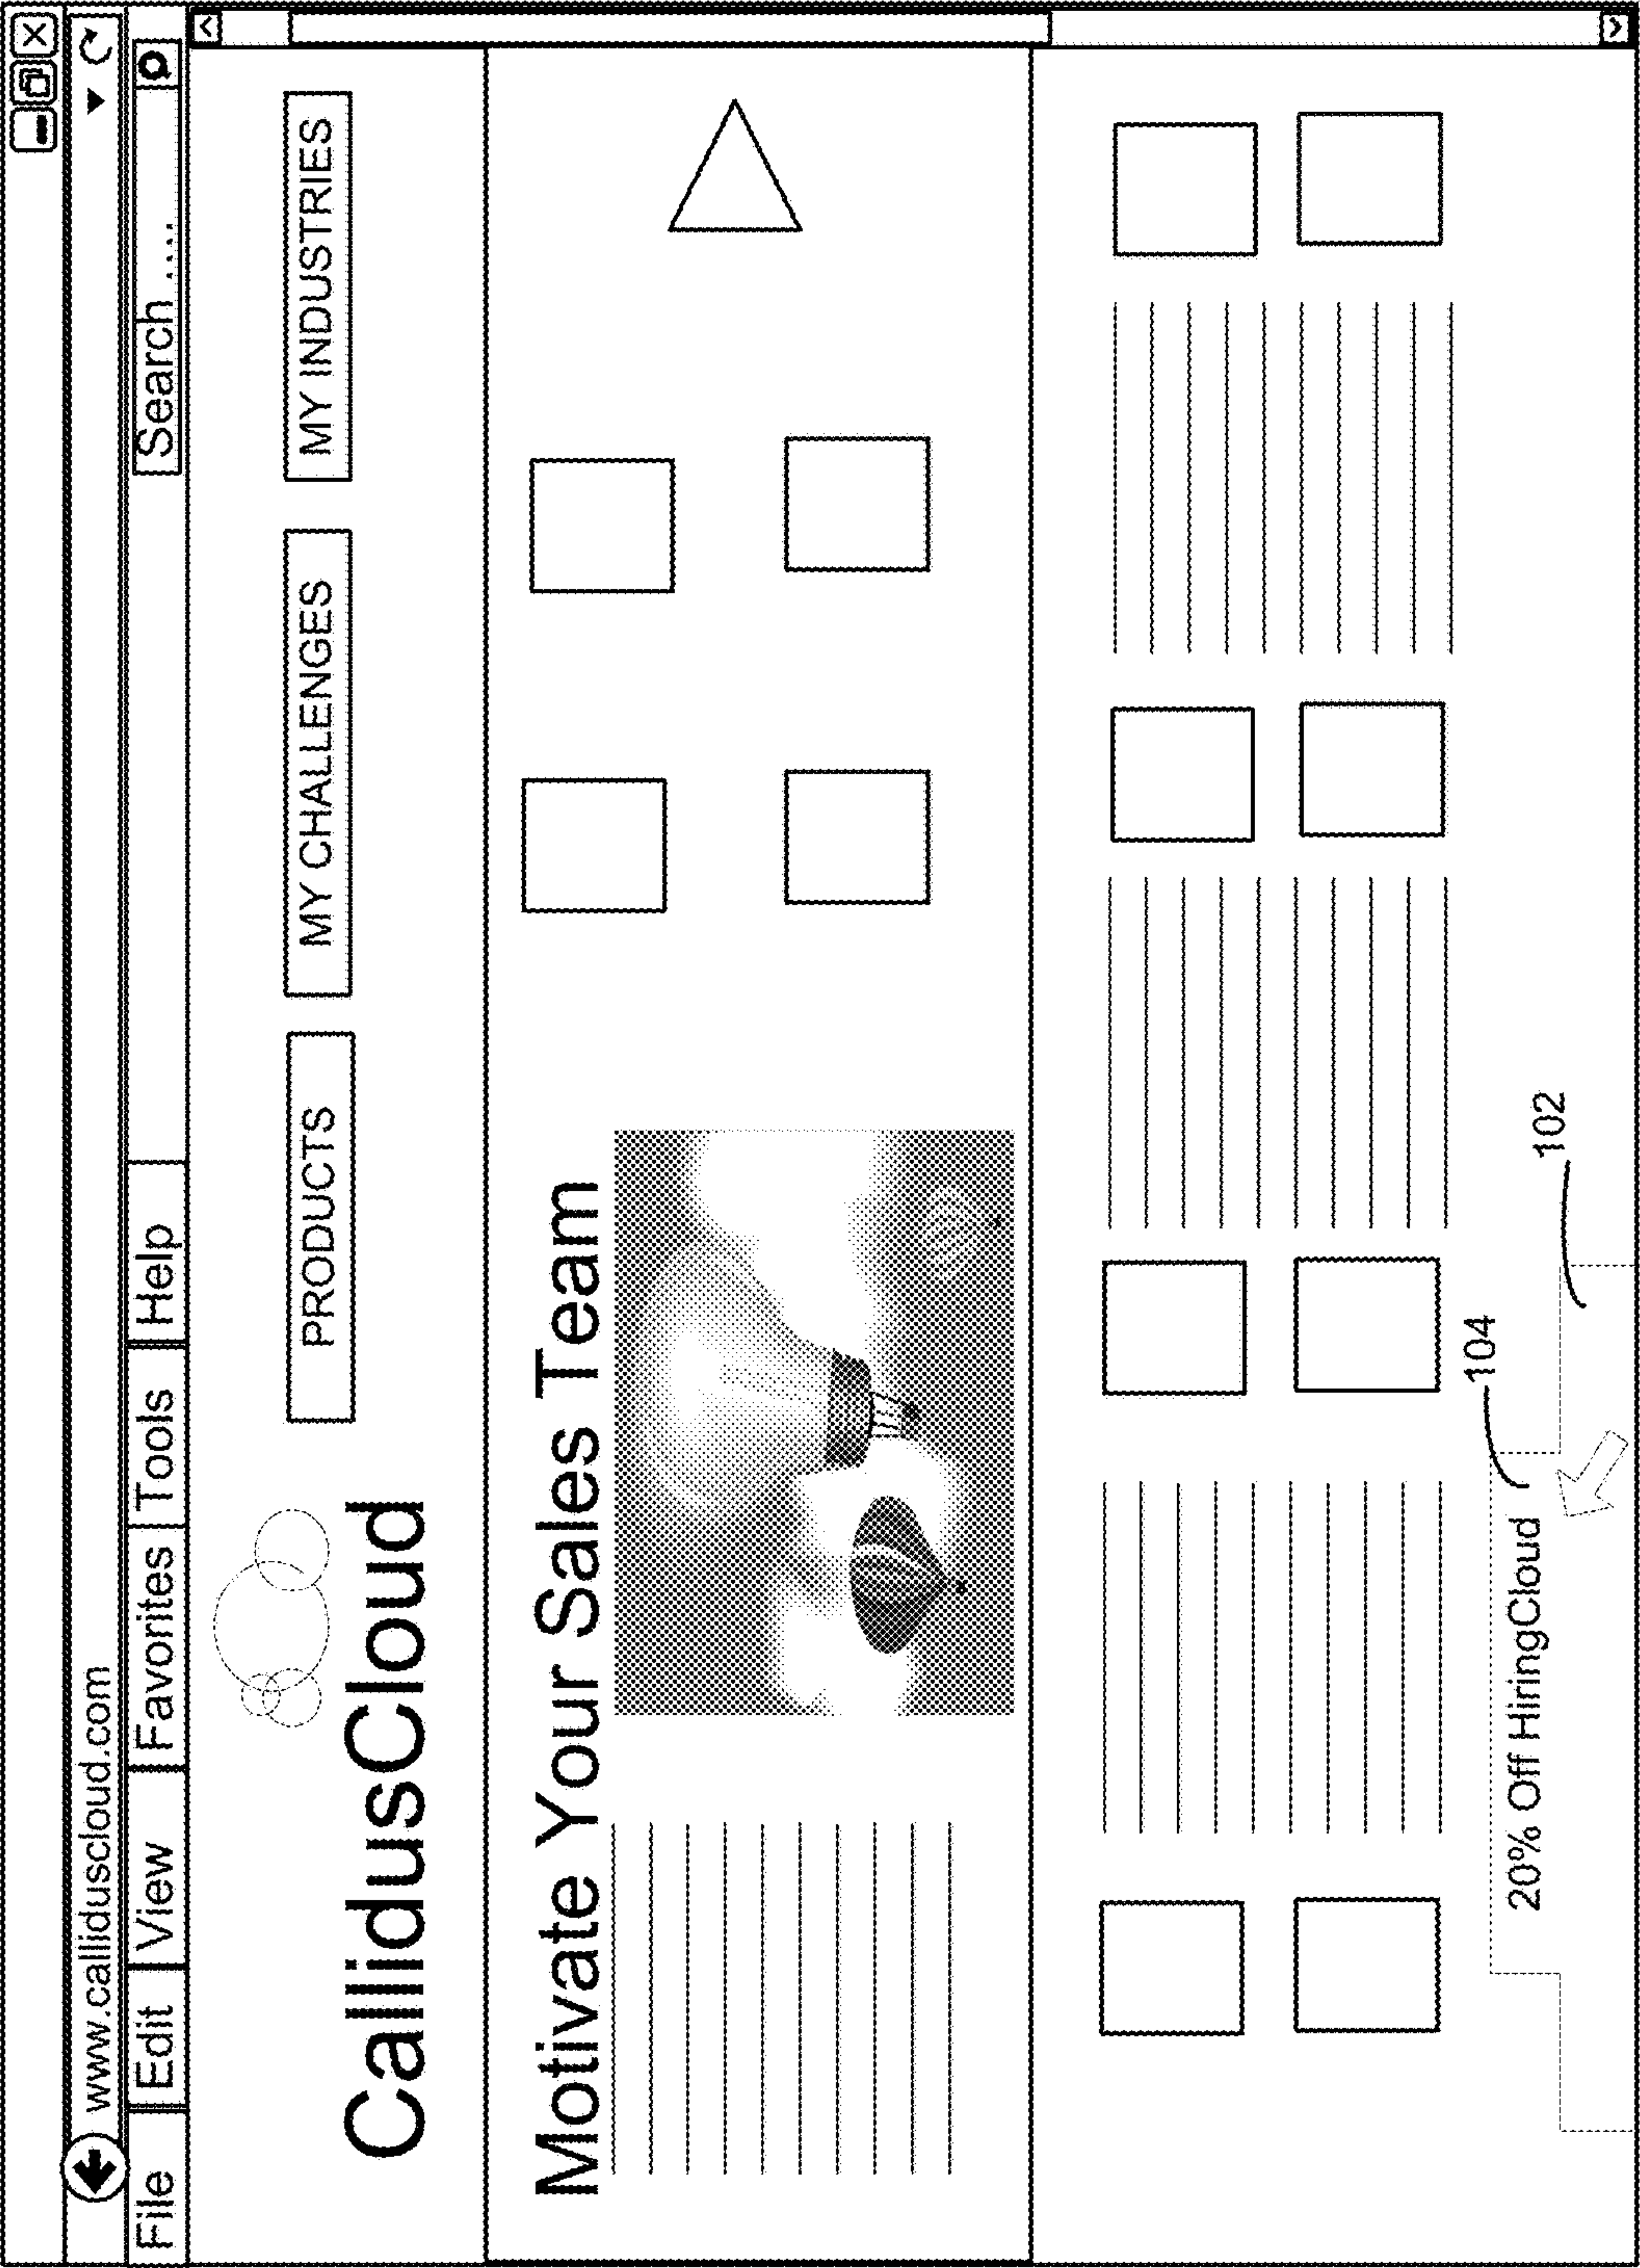 www.calliduscloud.com
File Edit View Favorites Tools Help Search .....
CallidusCloud
PRODUCTS MY CHALLENGES MY INDUSTRIES
Motivate Your Sales Team
104
20% Off HiringCloud
102